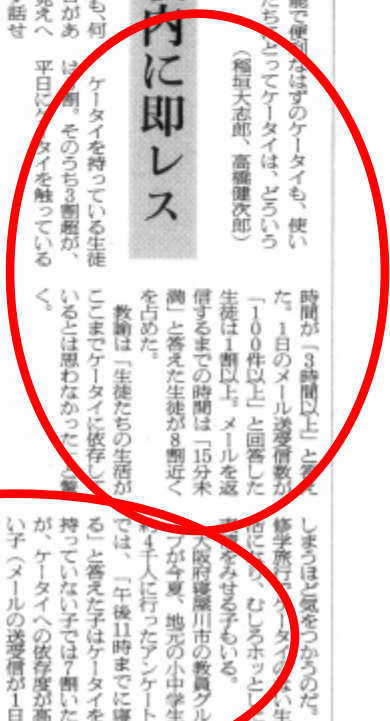 能で便利なはずのケータイも、使い
たちにとってケータイは、どういう
(稲垣大志郎、高橋健次郎)
内に即レス
ケータイを持っている生徒
は割。そのうち3割超が、
平日にケータイを触っている
も、何
があ
えへ
話せ
時間が「3時間以上」と答え
た。1日のメール送受信数が
「100件以上」と回答した
生徒は1割以上。メールを返
信するまでの時間は「15分未
満」と答えた生徒が8割近く
を占めた。
教諭は「生徒たちの生活が
ここまでケータイに依存して
いるとは思わなかった」と驚
く。
しまうほど気をつかうのだ。
修学旅行でケータイのない生
活になり、むしろホッとし
表情をみせる子もいる。
大阪府寝屋川市の教員グル
ープが今夏、地元の小中学生
約4千人に行ったアンケート
では、「午後11時までに寝
る」と答えた子はケータイを
持っていない子では7割いた
が、ケータイへの依存度が高
い子(メールの送受信が1日